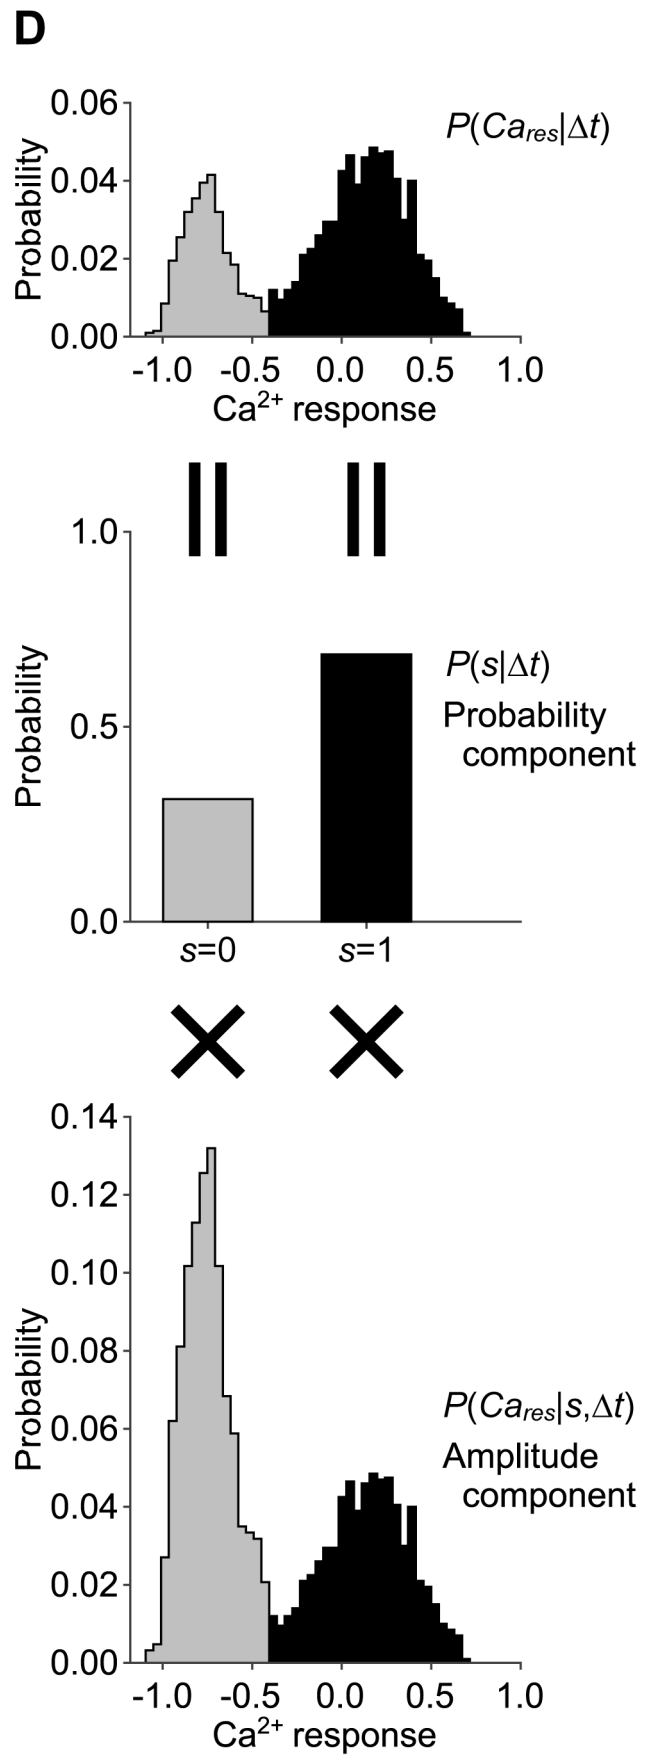 D
P(Ca_res|Δt)
Probability
0.06
0.04
0.02
0.00
-1.0 -0.5 0.0 0.5 1.0
Ca²⁺ response
1.0
0.5
0.0
Probability
P(s|Δt)
Probability
component
s=0 s=1
0.14
0.12
0.10
0.08
0.06
0.04
0.02
0.00
Probability
P(Ca_res|s,Δt)
Amplitude
component
-1.0 -0.5 0.0 0.5 1.0
Ca²⁺ response